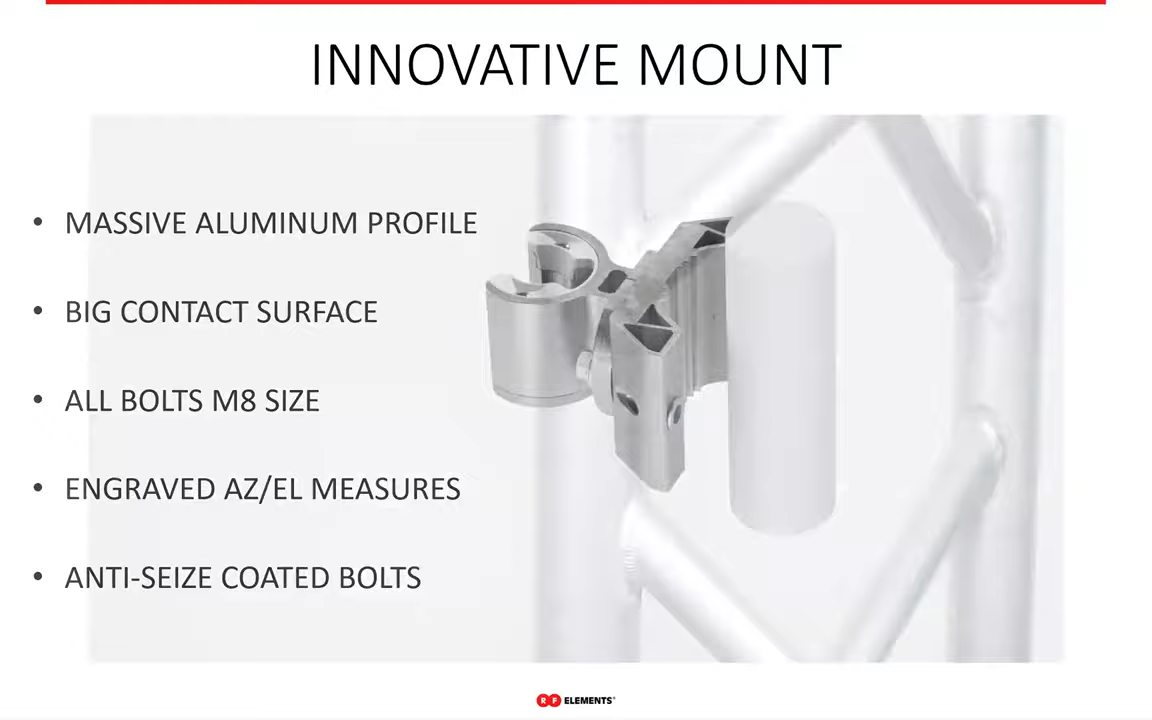 INNOVATIVE MOUNT
• MASSIVE ALUMINUM PROFILE
• BIG CONTACT SURFACE
• ALL BOLTS M8 SIZE
• ENGRAVED AZ/EL MEASURES
• ANTI-SEIZE COATED BOLTS
RF ELEMENTS